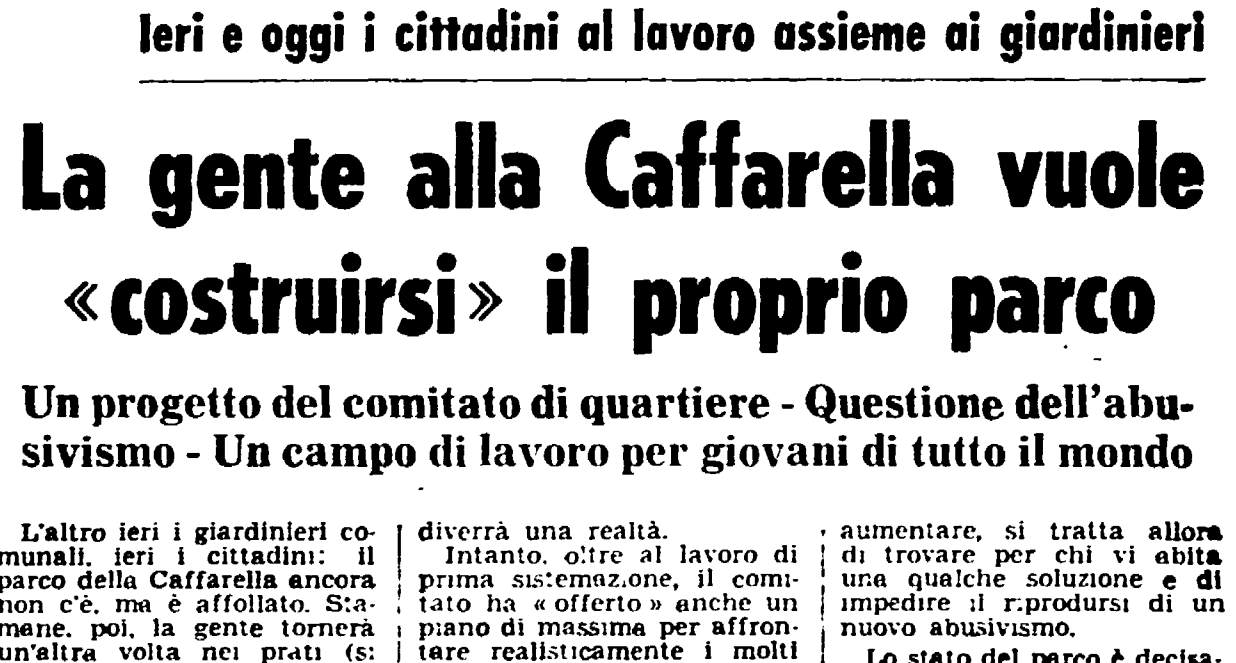 Ieri e oggi i cittadini al lavoro assieme ai giardinieri
La gente alla Caffarella vuole
«costruirsi» il proprio parco
Un progetto del comitato di quartiere - Questione dell'abu-
sivismo - Un campo di lavoro per giovani di tutto il mondo
L'altro ieri i giardinieri co-
munali, ieri i cittadini: il
parco della Caffarella ancora
non c'è, ma è affollato. Sta-
mane, poi, la gente tornerà
un'altra volta nei prati (s:
diverrà una realtà.
Intanto, oltre al lavoro di
prima sistemazione, il comi-
tato ha «offerto» anche un
piano di massima per affron-
tare realisticamente i molti
aumentare, si tratta allora
di trovare per chi vi abita
una qualche soluzione e di
impedire il riprodursi di un
nuovo abusivismo.
Lo stato del parco è decisa-